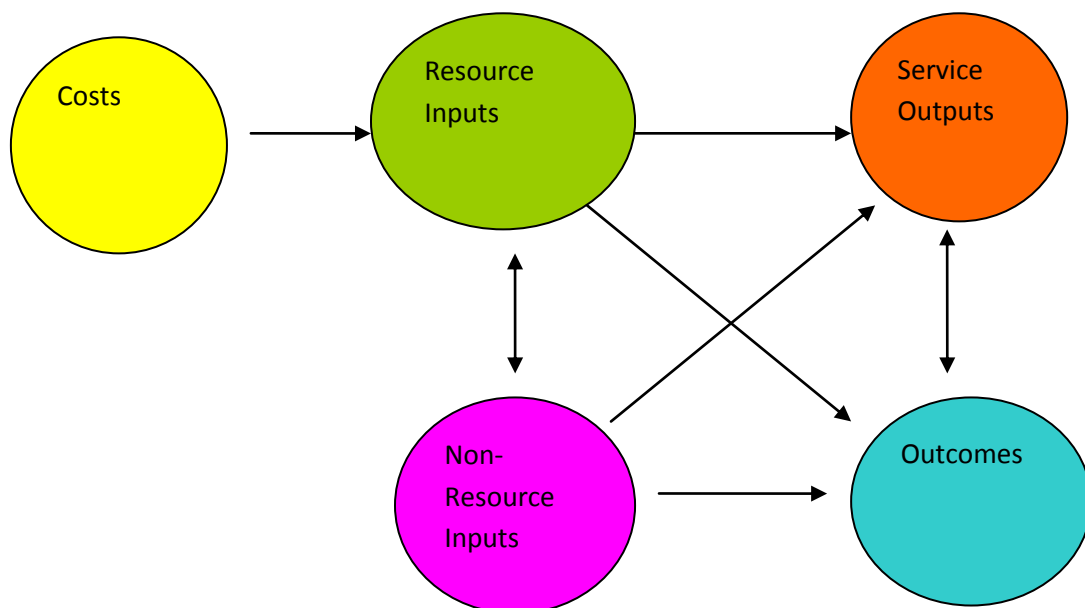 Costs
Resource
Inputs
Service
Outputs
Non-
Resource
Inputs
Outcomes